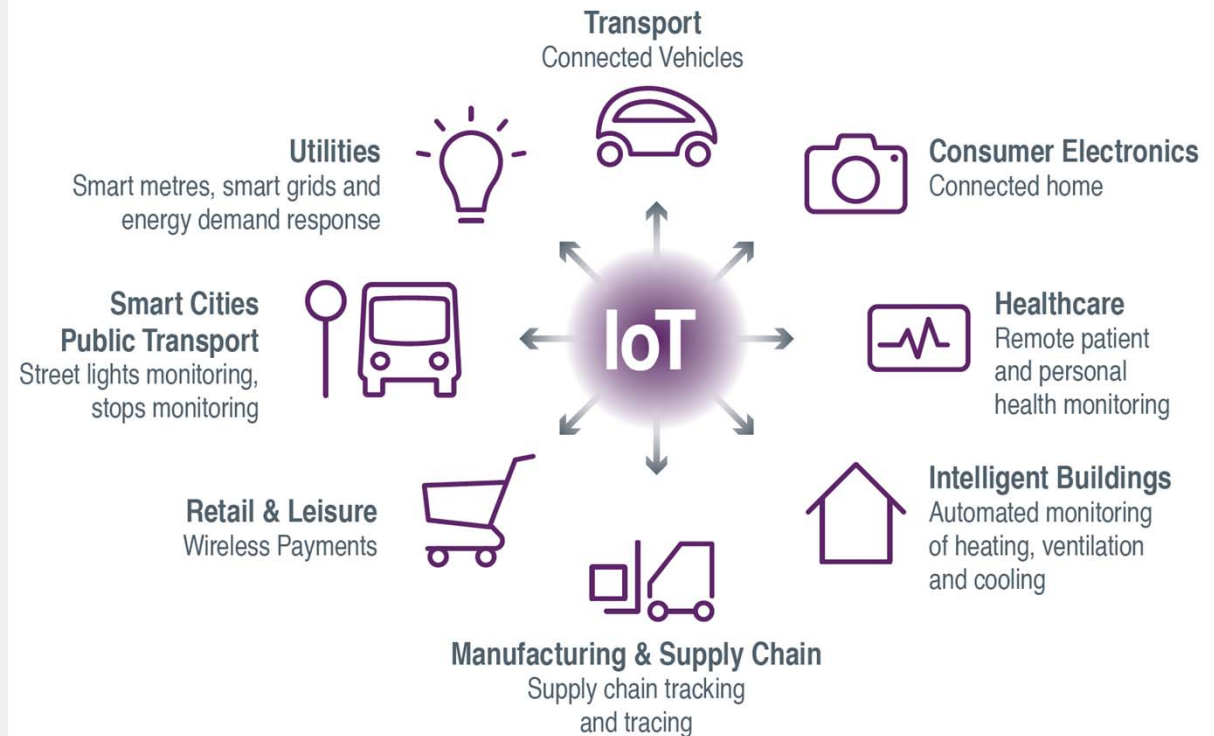 Transport
Connected Vehicles
Utilities
Smart metres, smart grids and
energy demand response
Consumer Electronics
Connected home
Smart Cities
Public Transport
Street lights monitoring,
stops monitoring
IoT
Healthcare
Remote patient
and personal
health monitoring
Retail & Leisure
Wireless Payments
Intelligent Buildings
Automated monitoring
of heating, ventilation
and cooling
Manufacturing & Supply Chain
Supply chain tracking
and tracing